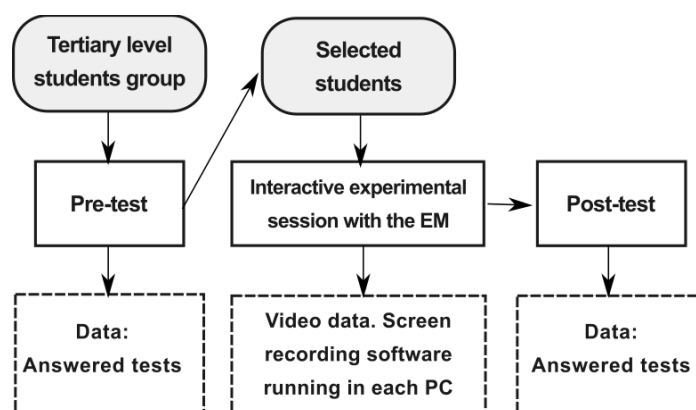 Tertiary level
students group
Selected
students
Pre-test
Interactive experimental
session with the EM
Post-test
Data:
Answered tests
Video data. Screen
recording software
running in each PC
Data:
Answered tests